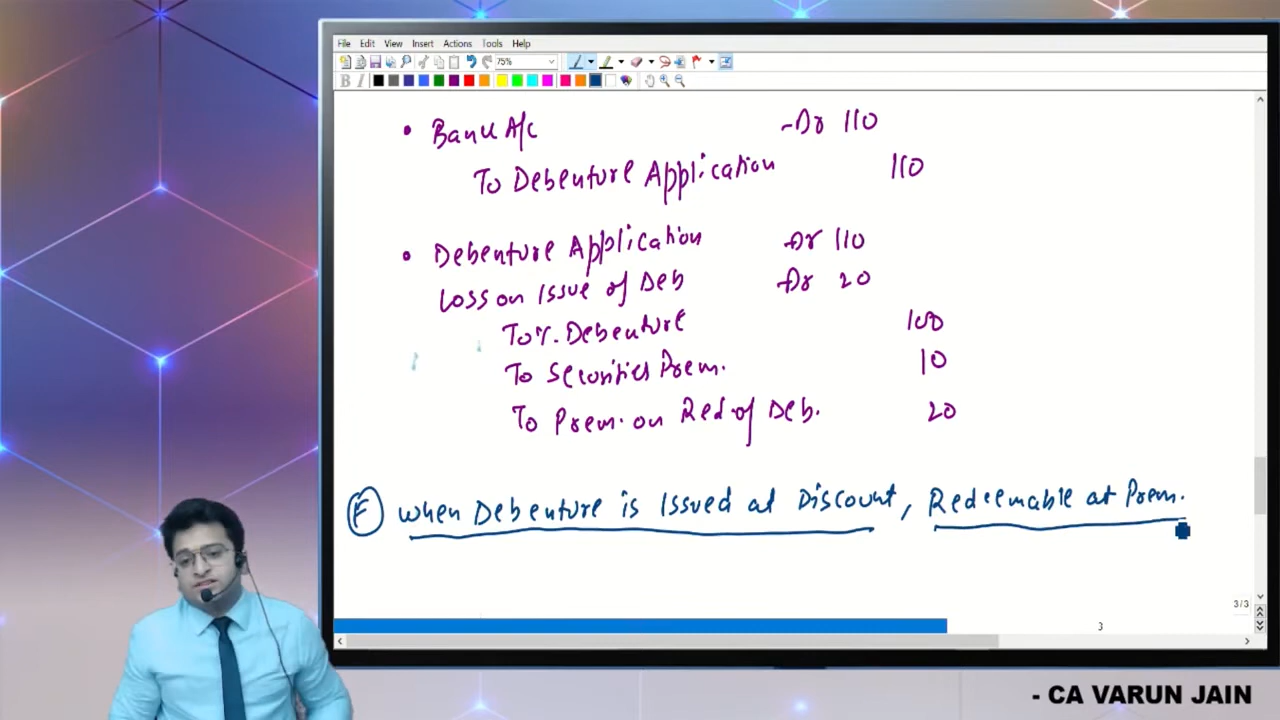 File Edit View Insert Actions Tools Help
75%
B I
• Bank A/c -Dr 110
To Debenture Application 110
• Debenture Application -Dr 110
Loss on Issue of Deb -Dr 20
To %. Debenture 100
To Securities Prem. 10
To Prem. on Red of Deb. 20
(F) When Debenture is Issued at Discount, Redeemable at Prem.
3/3
3
- CA VARUN JAIN